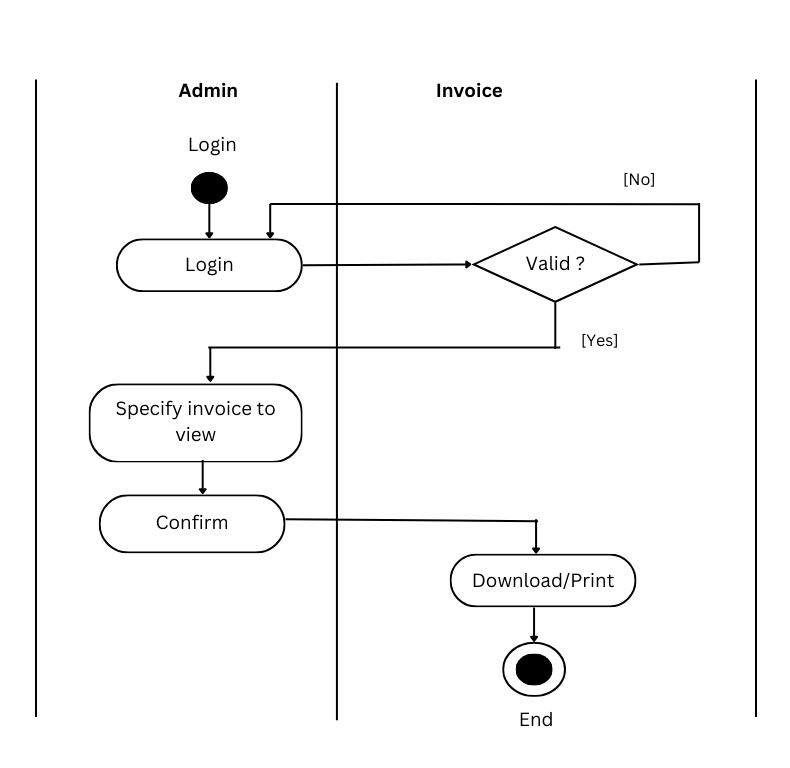 Admin
Invoice
Login
[No]
Login
Valid ?
[Yes]
Specify invoice to
view
Confirm
Download/Print
End